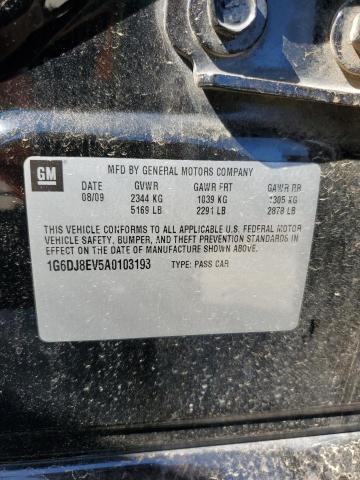 GM
MFD BY GENERAL MOTORS COMPANY
DATE GVWR GAWR FRT GAWR RR
08/09 2344 KG 1039 KG 1305 KG
5169 LB 2291 LB 2878 LB
THIS VEHICLE CONFORMS TO ALL APPLICABLE U.S. FEDERAL MOTOR
VEHICLE SAFETY, BUMPER, AND THEFT PREVENTION STANDARDS IN
EFFECT ON THE DATE OF MANUFACTURE SHOWN ABOVE.
1G6DJ8EV5A0103193 TYPE: PASS CAR